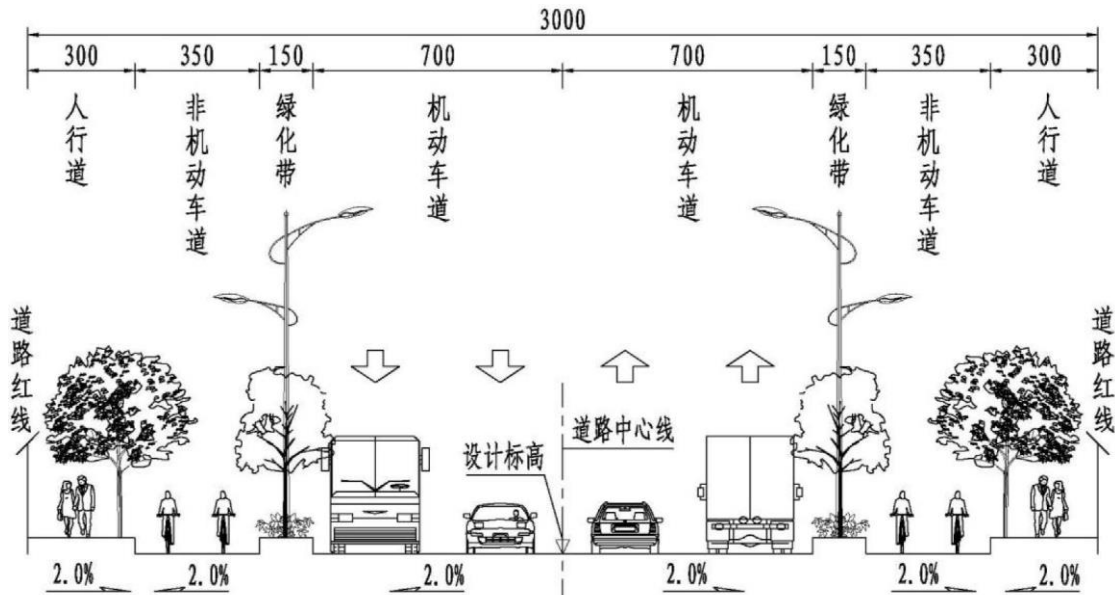 3000
300
350
150
700
700
150
350
300
人行道
非机动车道
绿化带
机动车道
机动车道
绿化带
非机动车道
人行道
道路红线
道路红线
设计标高
道路中心线
2.0%
2.0%
2.0%
2.0%
2.0%
2.0%